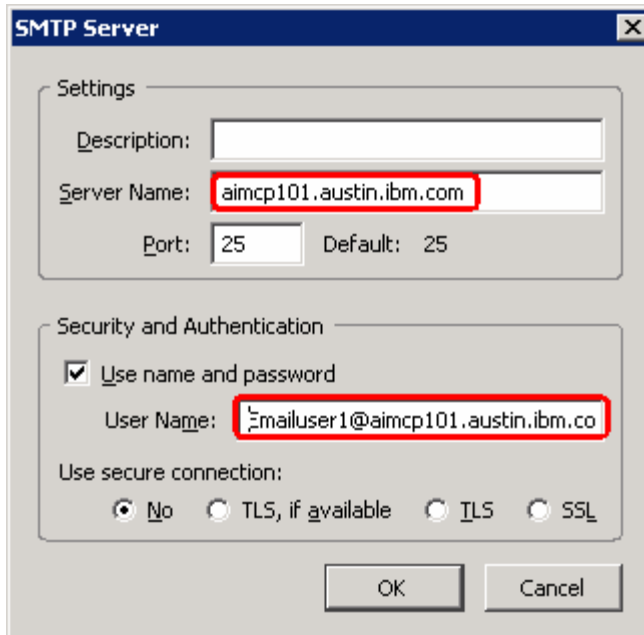 SMTP Server
Settings
Description:
Server Name: aimcp101.austin.ibm.com
Port: 25 Default: 25
Security and Authentication
Use name and password
User Name: Emailuser1@aimcp101.austin.ibm.co
Use secure connection:
No TLS, if available TLS SSL
OK Cancel